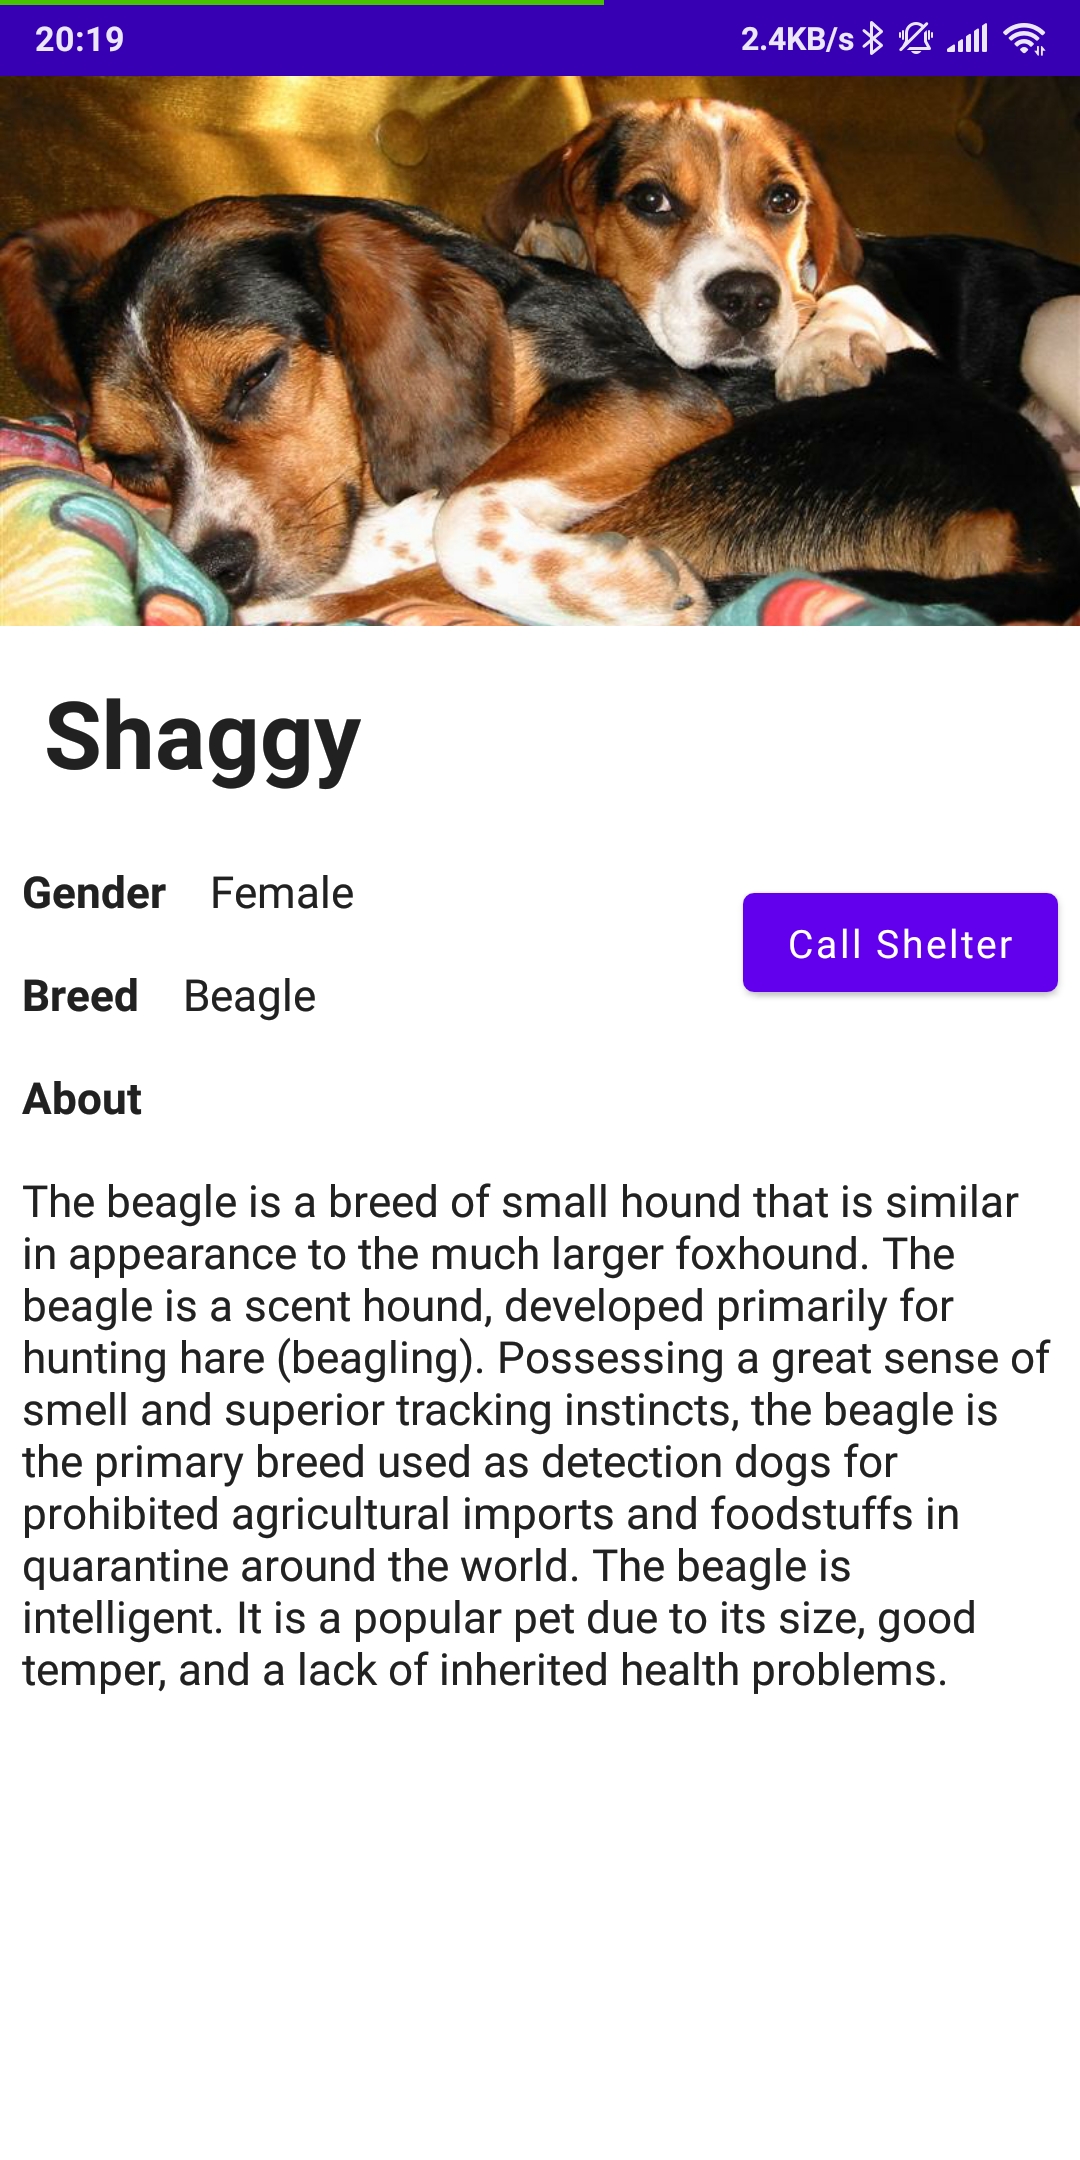 20:19 2.4KB/s
Shaggy
Gender Female
Call Shelter
Breed Beagle
About
The beagle is a breed of small hound that is similar
in appearance to the much larger foxhound. The
beagle is a scent hound, developed primarily for
hunting hare (beagling). Possessing a great sense of
smell and superior tracking instincts, the beagle is
the primary breed used as detection dogs for
prohibited agricultural imports and foodstuffs in
quarantine around the world. The beagle is
intelligent. It is a popular pet due to its size, good
temper, and a lack of inherited health problems.